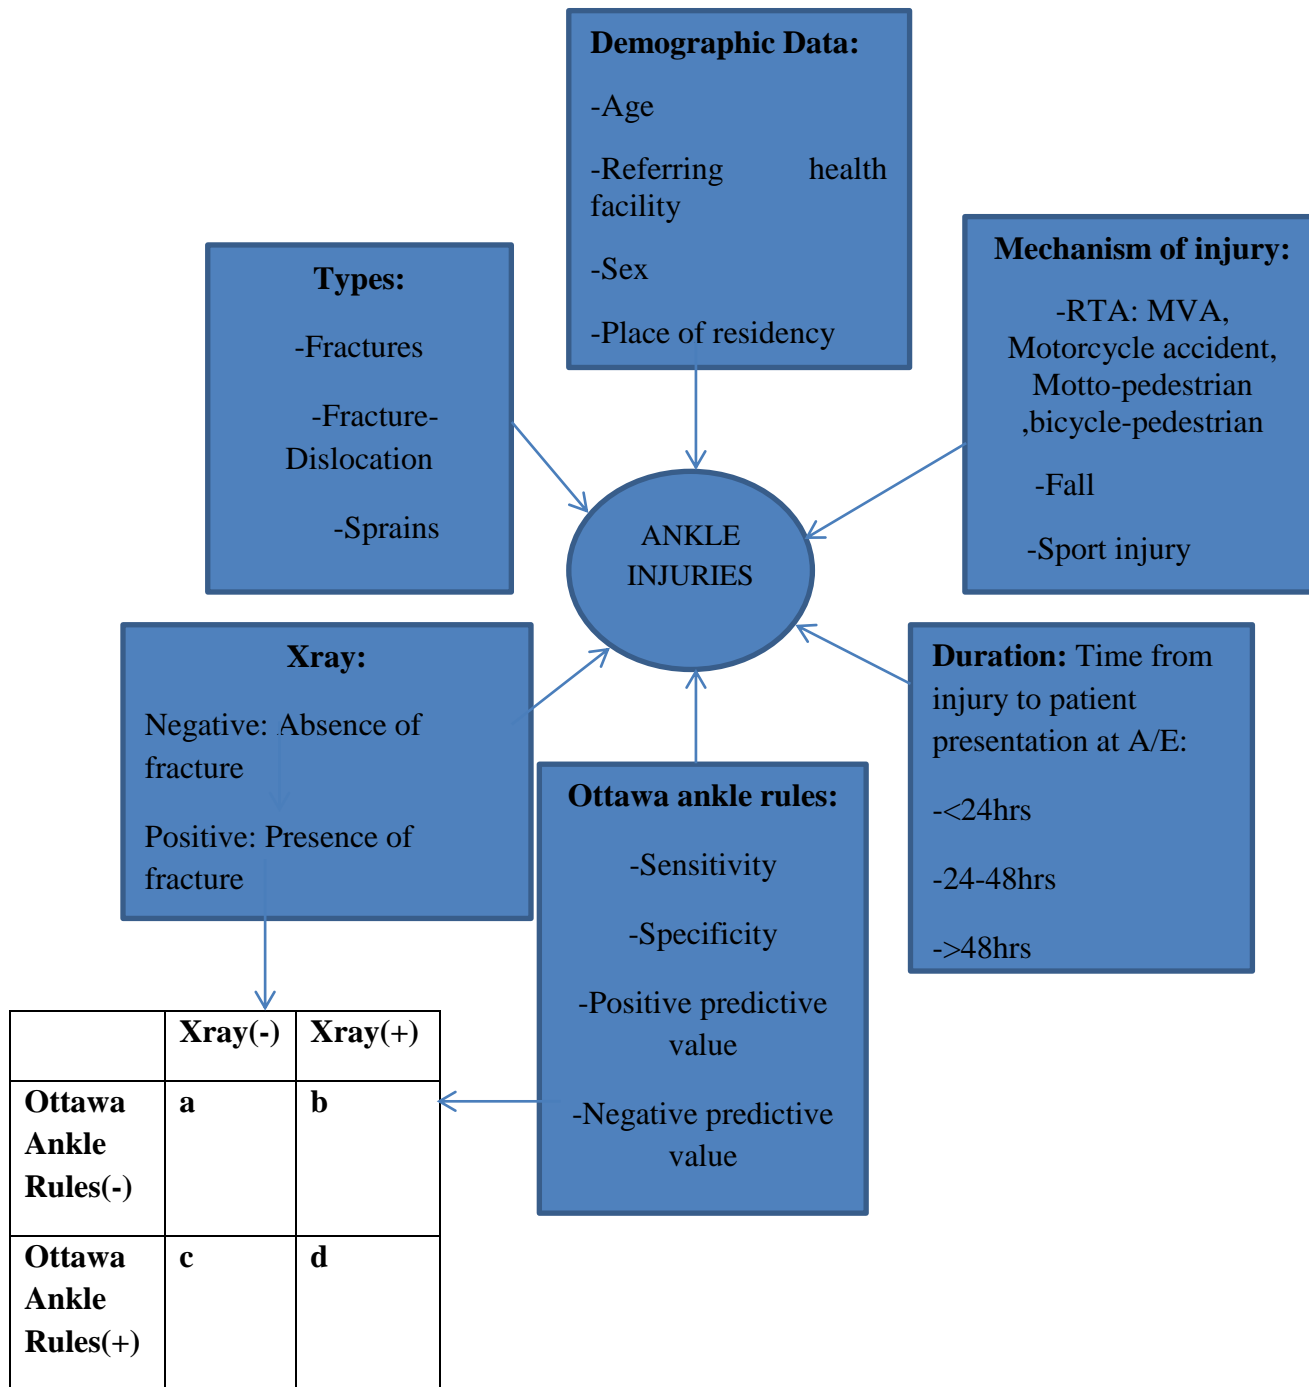 Demographic Data:
-Age
-Referring health
facility
-Sex
-Place of residency
Types:
-Fractures
-Fracture-
Dislocation
-Sprains
Mechanism of injury:
-RTA: MVA,
Motorcycle accident,
Motto-pedestrian
,bicycle-pedestrian
-Fall
-Sport injury
ANKLE
INJURIES
Xray:
Negative: Absence of
fracture
Positive: Presence of
fracture
Duration: Time from
injury to patient
presentation at A/E:
-<24hrs
-24-48hrs
->48hrs
Ottawa ankle rules:
-Sensitivity
-Specificity
-Positive predictive
value
-Negative predictive
value
Xray(-) Xray(+)
Ottawa a b
Ankle
Rules(-)
Ottawa c d
Ankle
Rules(+)